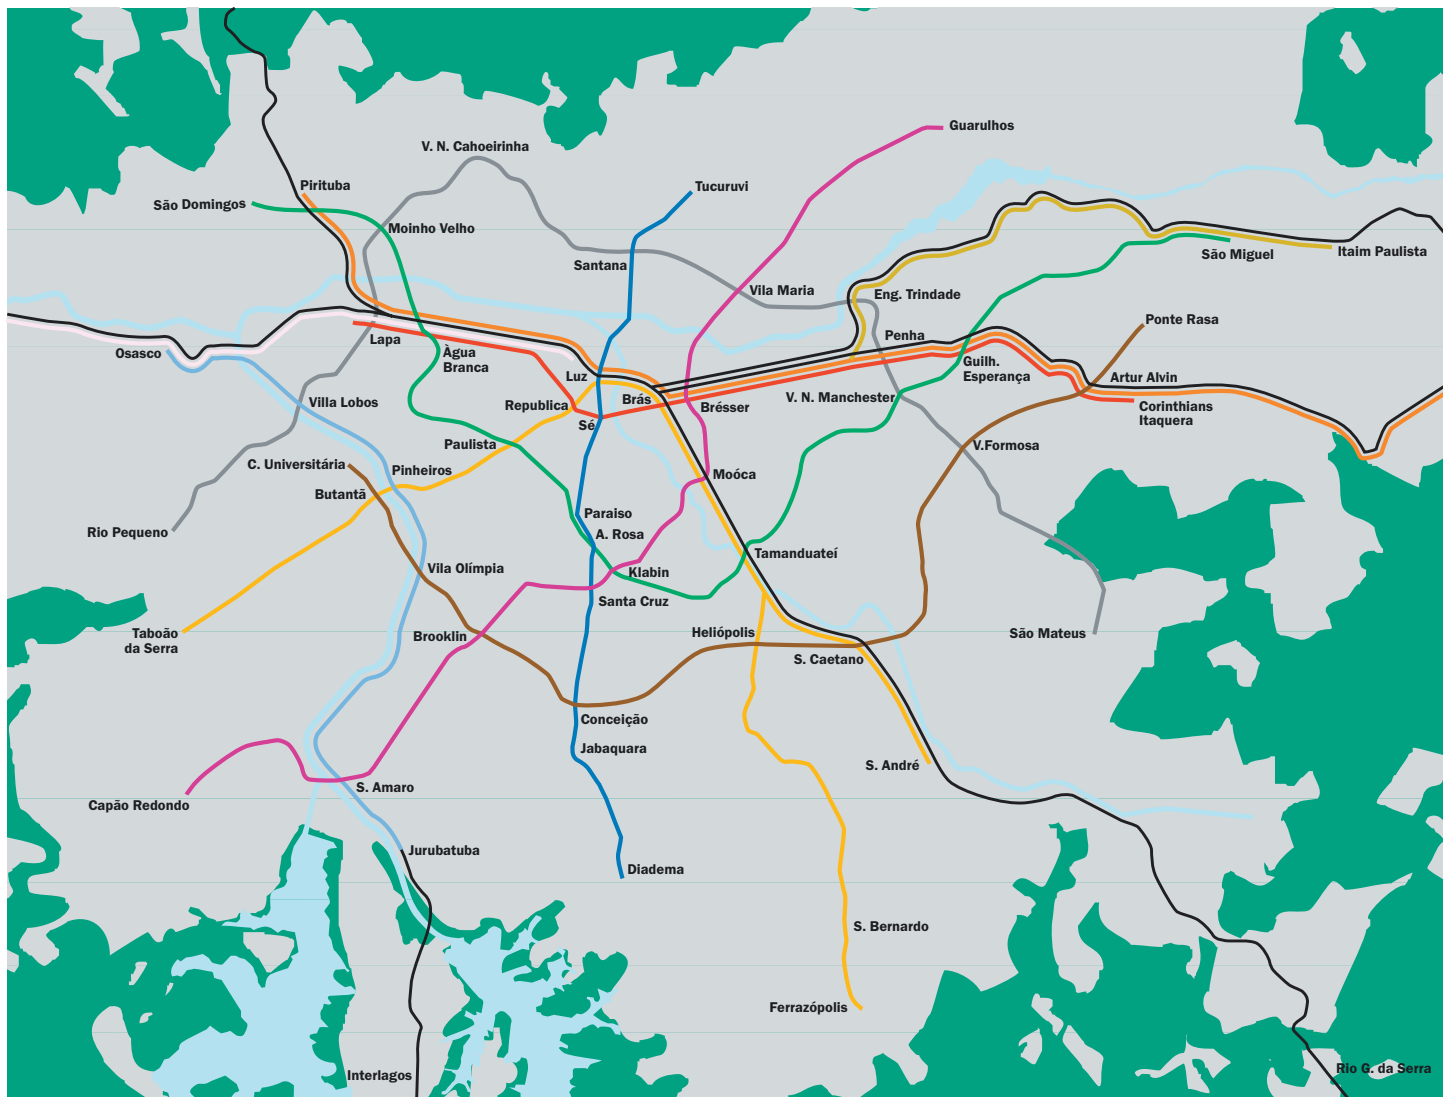 Guarulhos
V. N. Cahoeirinha
Pirituba
Tucuruvi
São Domingos
Moinho Velho
Santana
São Miguel
Itaim Paulista
Vila Maria
Eng. Trindade
Ponte Rasa
Osasco
Lapa
Àgua
Branca
Penha
Guilh.
Esperança
Luz
Artur Alvin
Villa Lobos
Republica
Brás
Brésser
V. N. Manchester
Corinthians
Itaquera
Sé
Paulista
V.Formosa
C. Universitária
Pinheiros
Moóca
Butantã
Paraiso
Rio Pequeno
A. Rosa
Tamanduateí
Vila Olímpia
Klabin
Santa Cruz
Taboão
da Serra
Brooklin
Heliópolis
São Mateus
S. Caetano
Conceição
Jabaquara
S. André
S. Amaro
Capão Redondo
Jurubatuba
Diadema
S. Bernardo
Ferrazópolis
Interlagos
Rio G. da Serra